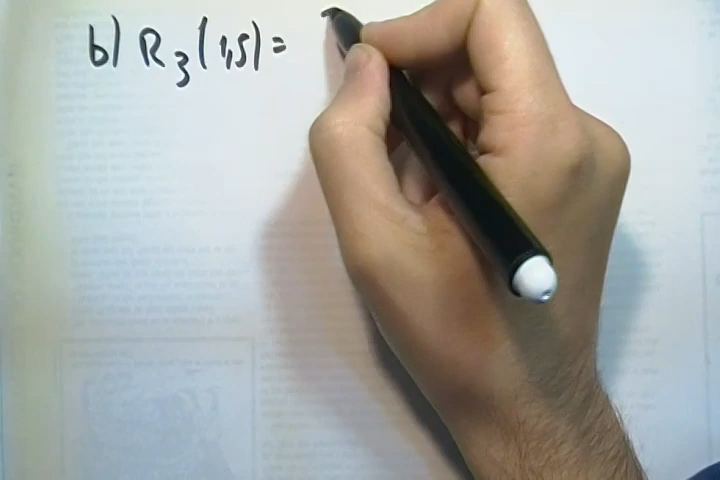 b) R₃(1,5) =